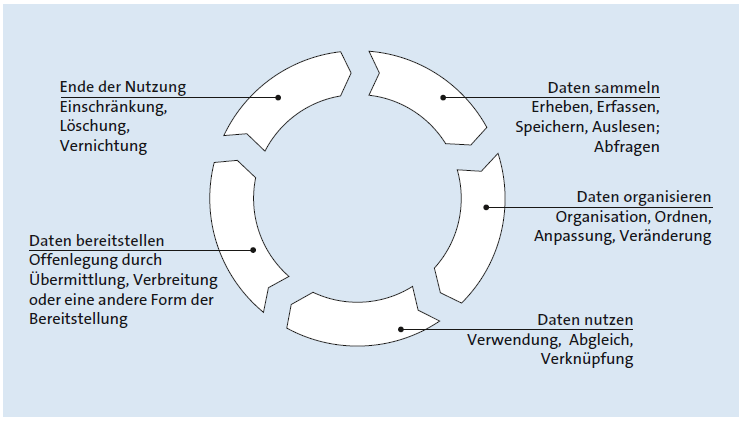 Daten sammeln
Erheben, Erfassen,
Speichern, Auslesen;
Abfragen
Daten organisieren
Organisation, Ordnen,
Anpassung, Veränderung
Daten nutzen
Verwendung, Abgleich,
Verknüpfung
Daten bereitstellen
Offenlegung durch
Übermittlung, Verbreitung
oder eine andere Form der
Bereitstellung
Ende der Nutzung
Einschränkung,
Löschung,
Vernichtung